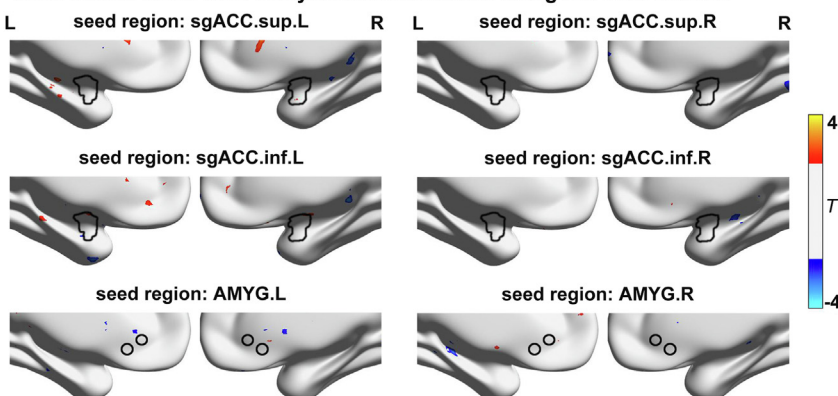 L seed region: sgACC.sup.L R L seed region: sgACC.sup.R R
4
seed region: sgACC.inf.L seed region: sgACC.inf.R
T
-4
seed region: AMYG.L seed region: AMYG.R